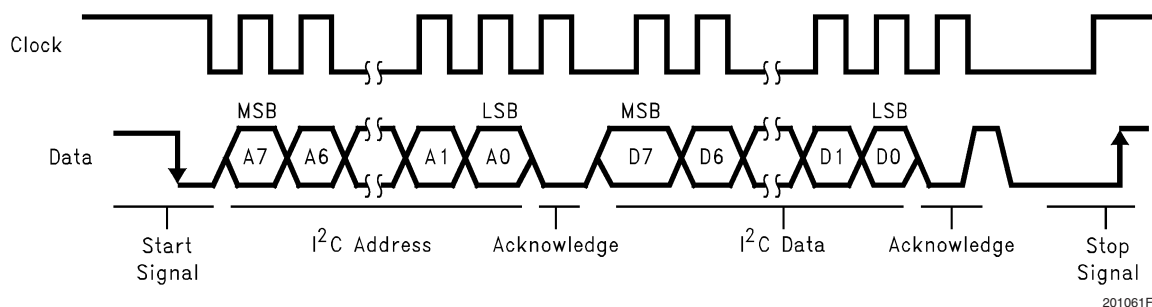 Clock
MSB
LSB
MSB
LSB
Data
A7 A6 A1 A0 D7 D6 D1 D0
Start
Signal
I²C Address
Acknowledge
I²C Data
Acknowledge
Stop
Signal
201061F